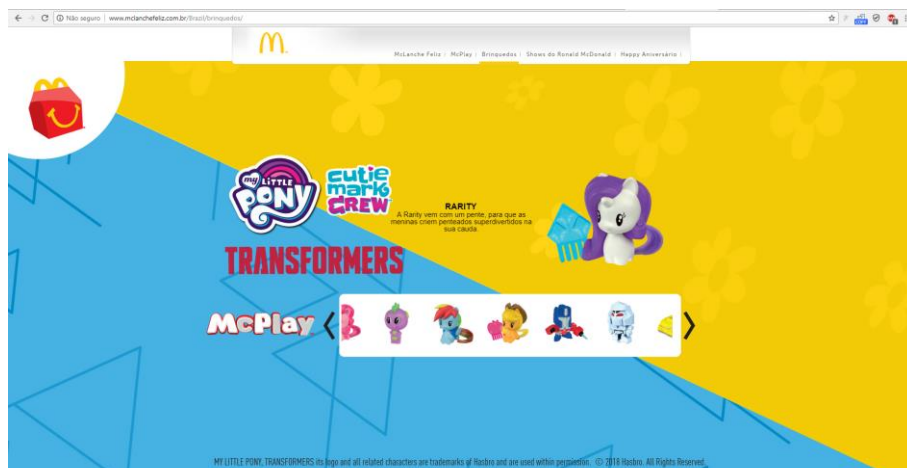 Não seguro
www.mclanchefeliz.com.br/Brazil/brinquedos/
McLanche Feliz | McPlay | Brinquedos | Shows do Ronald McDonald | Happy Aniversário |
my LiTTLE PONY
cutie mark CREW
TRANSFORMERS
RARITY
A Rarity vem com um pente, para que as
meninas criem penteados superdivertidos na
sua cauda.
McPlay
MY LITTLE PONY, TRANSFORMERS its logo and all related characters are trademarks of Hasbro and are used within permission. © 2018 Hasbro. All Rights Reserved.